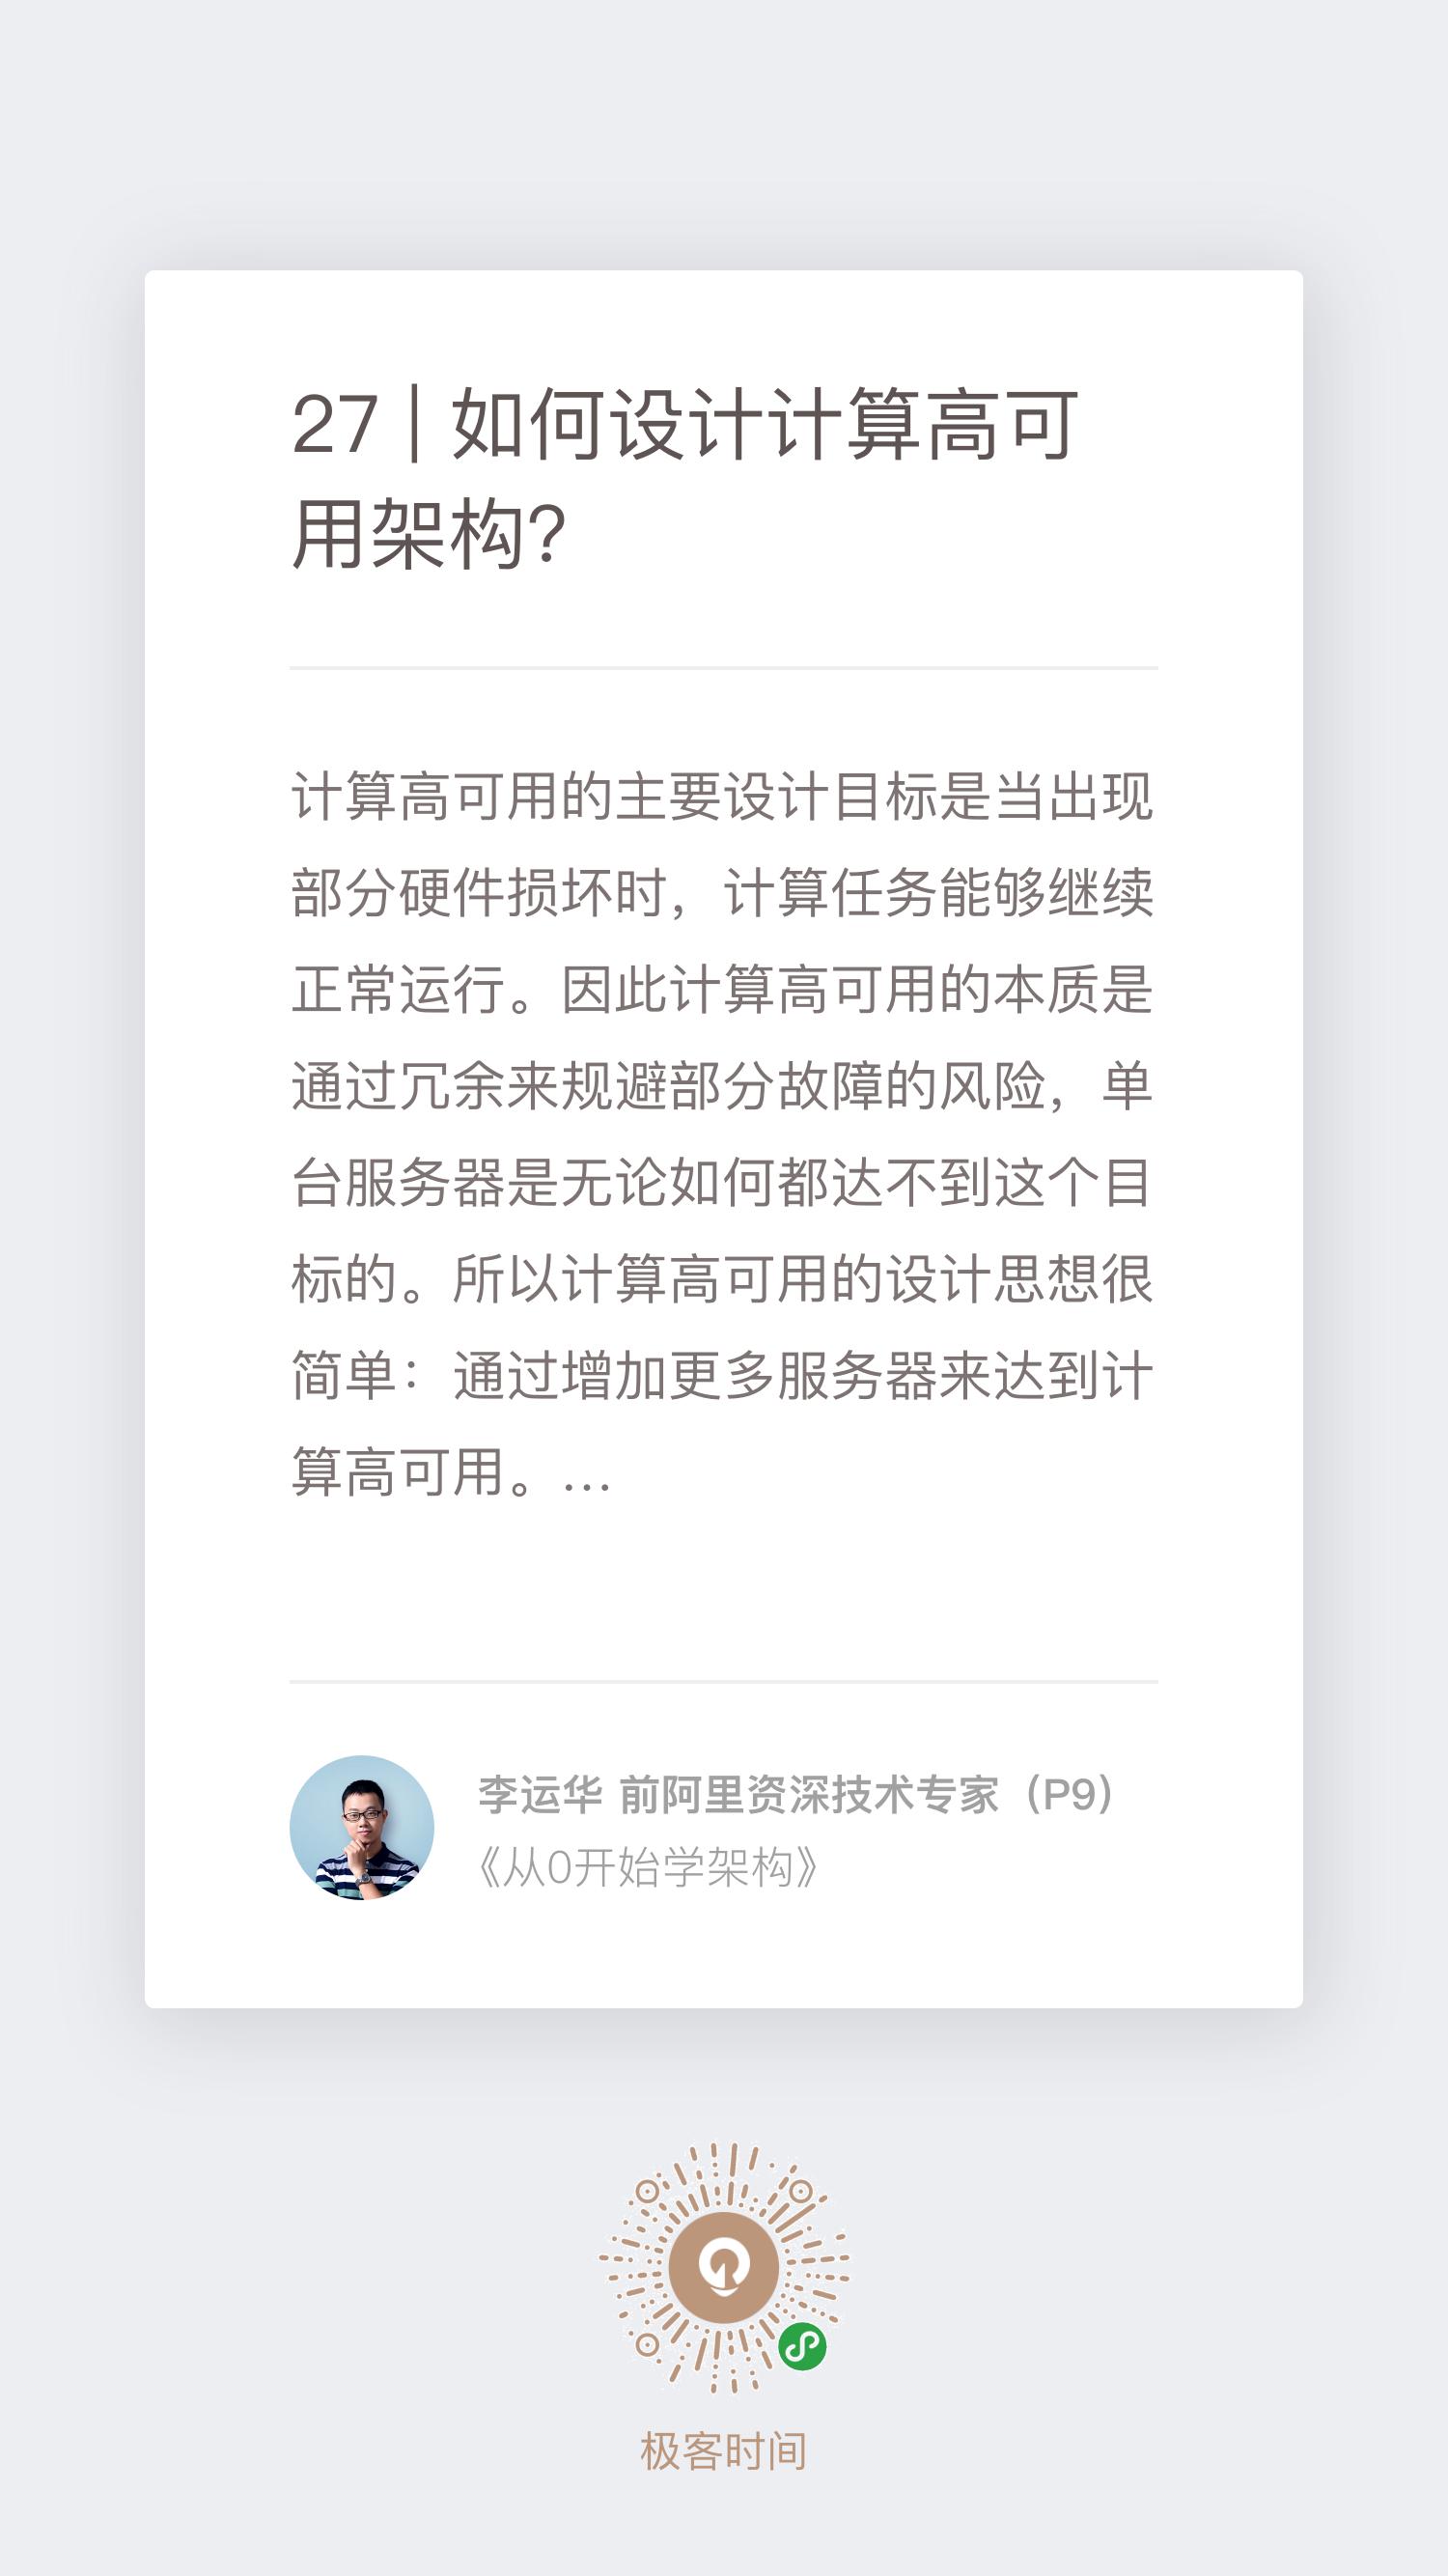 27 | 如何设计计算高可
用架构?
计算高可用的主要设计目标是当出现
部分硬件损坏时，计算任务能够继续
正常运行。因此计算高可用的本质是
通过冗余来规避部分故障的风险，单
台服务器是无论如何都达不到这个目
标的。所以计算高可用的设计思想很
简单：通过增加更多服务器来达到计
算高可用。...
李运华 前阿里资深技术专家（P9）
《从0开始学架构》
极客时间